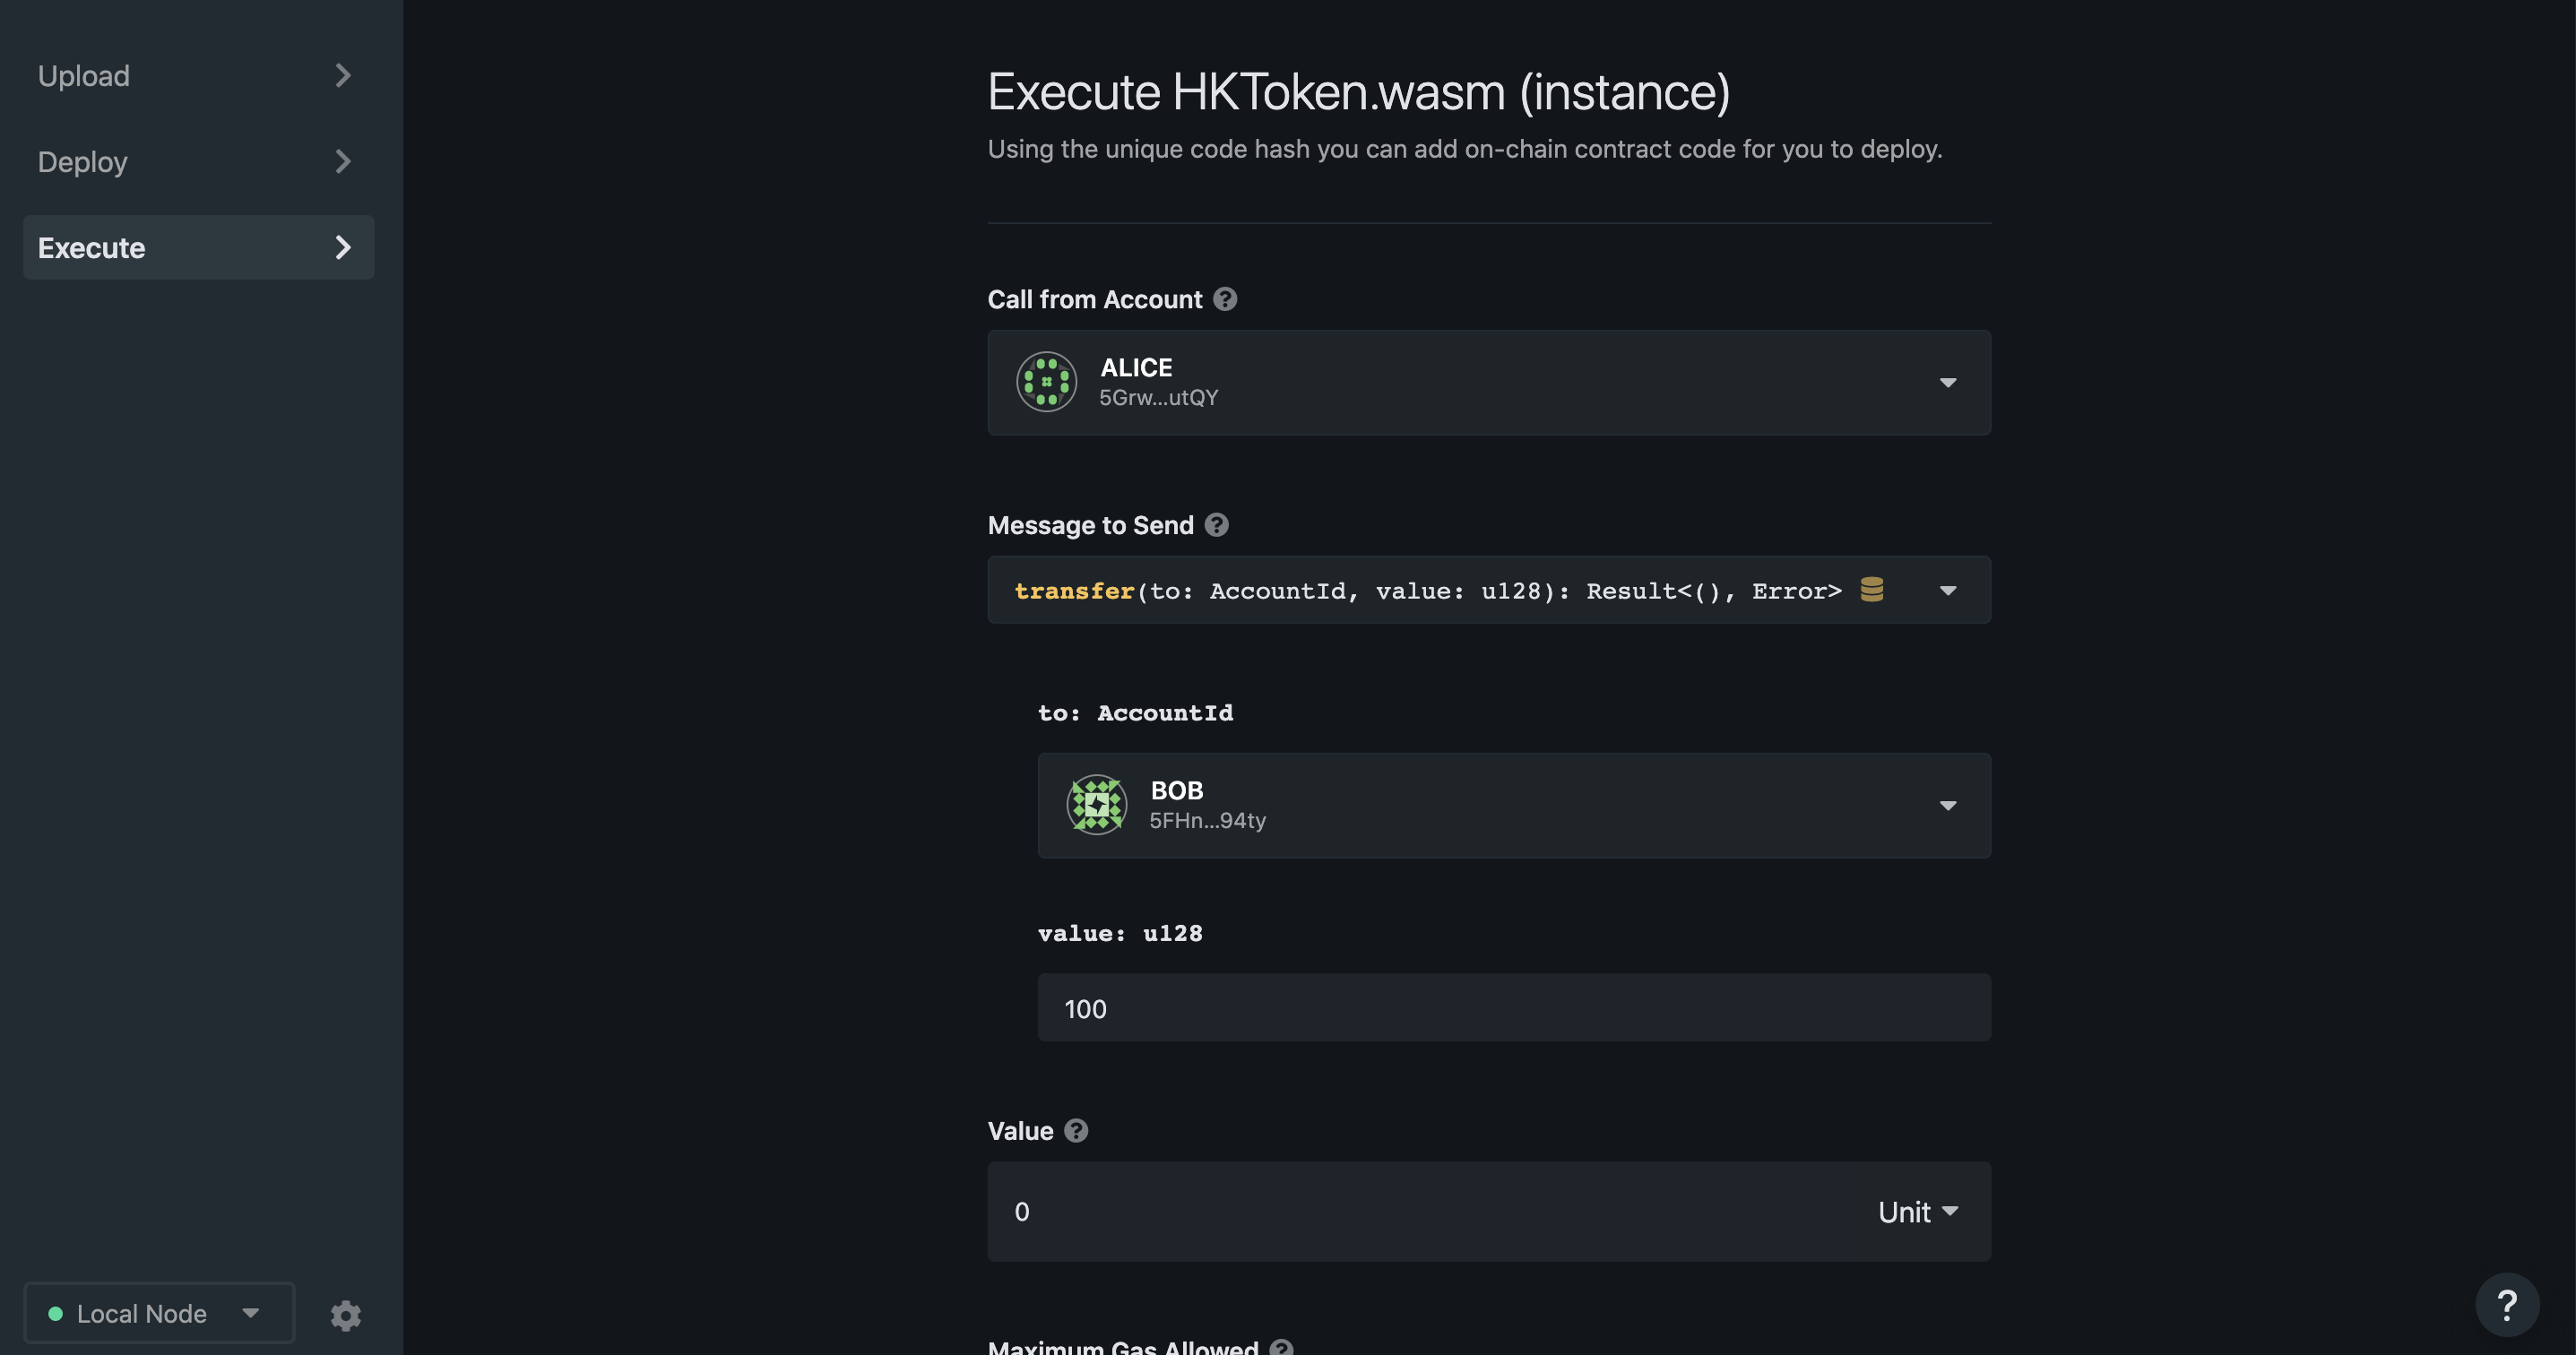 Upload
Deploy
Execute
Execute HKToken.wasm (instance)
Using the unique code hash you can add on-chain contract code for you to deploy.
Call from Account ?
ALICE
5Grw...utQY
Message to Send ?
transfer(to: AccountId, value: u128): Result<(), Error>
to: AccountId
BOB
5FHn...94ty
value: u128
100
Value ?
0 Unit
Maximum Gas Allowed ?
Local Node
?